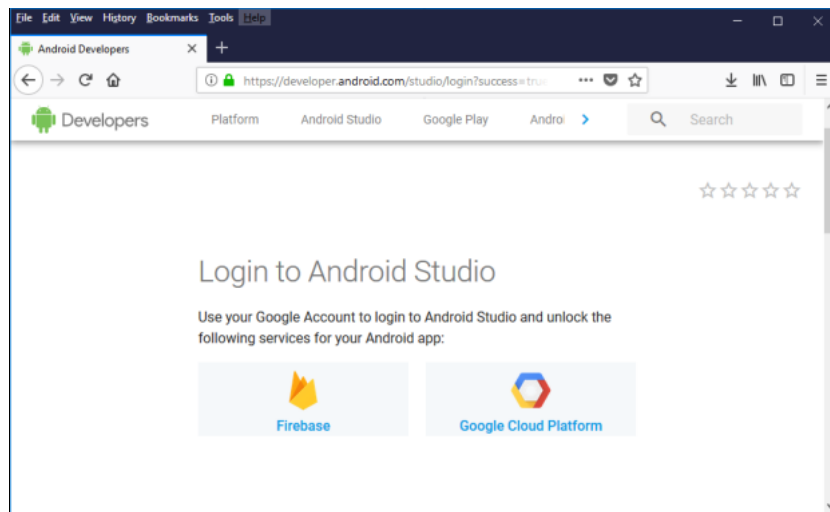 File Edit View History Bookmarks Tools Help
Android Developers
https://developer.android.com/studio/login?success=true
Developers Platform Android Studio Google Play Androi Search
Login to Android Studio
Use your Google Account to login to Android Studio and unlock the
following services for your Android app:
Firebase Google Cloud Platform